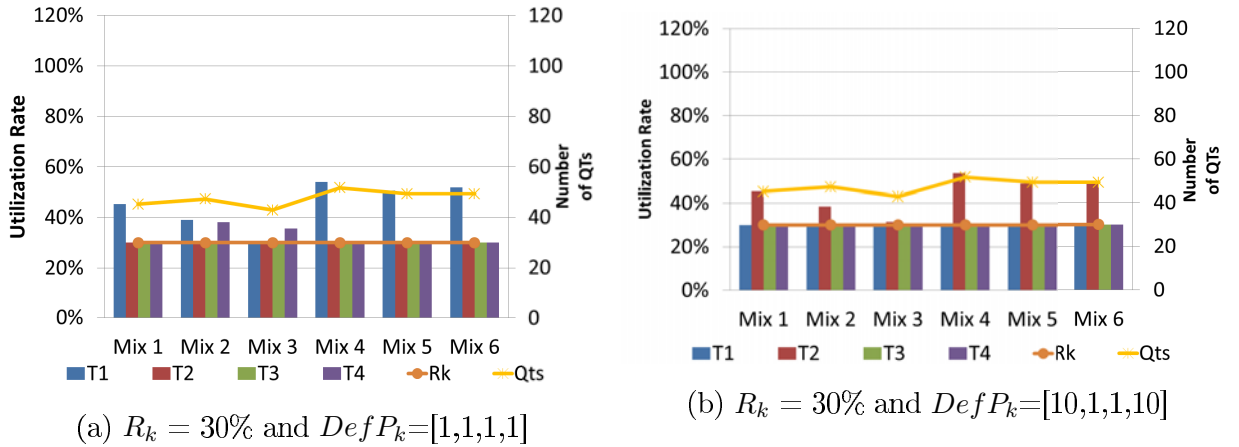 120%
100%
80%
60%
40%
20%
0%
Utilization Rate
120
100
80
60
40
20
0
Number
of QTs
Mix 1 Mix 2 Mix 3 Mix 4 Mix 5 Mix 6
T1 T2 T3 T4 Rk Qts
(a) R_k = 30% and DefP_k=[1,1,1,1]
120%
100%
80%
60%
40%
20%
0%
Utilization Rate
120
100
80
60
40
20
0
Number
of QTs
Mix 1 Mix 2 Mix 3 Mix 4 Mix 5 Mix 6
T1 T2 T3 T4 Rk Qts
(b) R_k = 30% and DefP_k=[10,1,1,10]